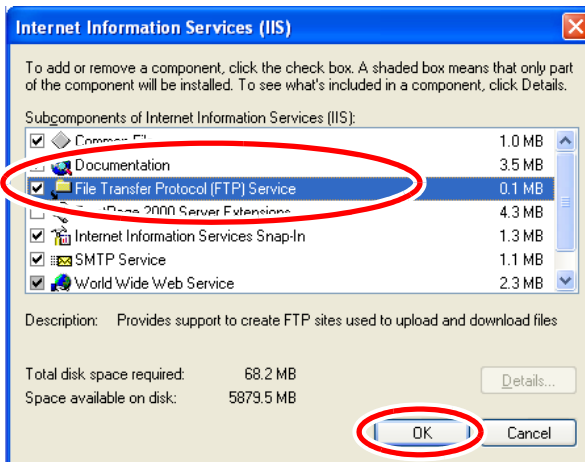 Internet Information Services (IIS)
To add or remove a component, click the check box. A shaded box means that only part
of the component will be installed. To see what's included in a component, click Details.
Subcomponents of Internet Information Services (IIS):
Common 1.0 MB
Documentation 3.5 MB
File Transfer Protocol (FTP) Service 0.1 MB
2000 Server Extensions 4.3 MB
Internet Information Services Snap-In 1.3 MB
SMTP Service 1.1 MB
World Wide Web Service 2.3 MB
Description: Provides support to create FTP sites used to upload and download files
Total disk space required: 68.2 MB
Space available on disk: 5879.5 MB
Details...
OK Cancel